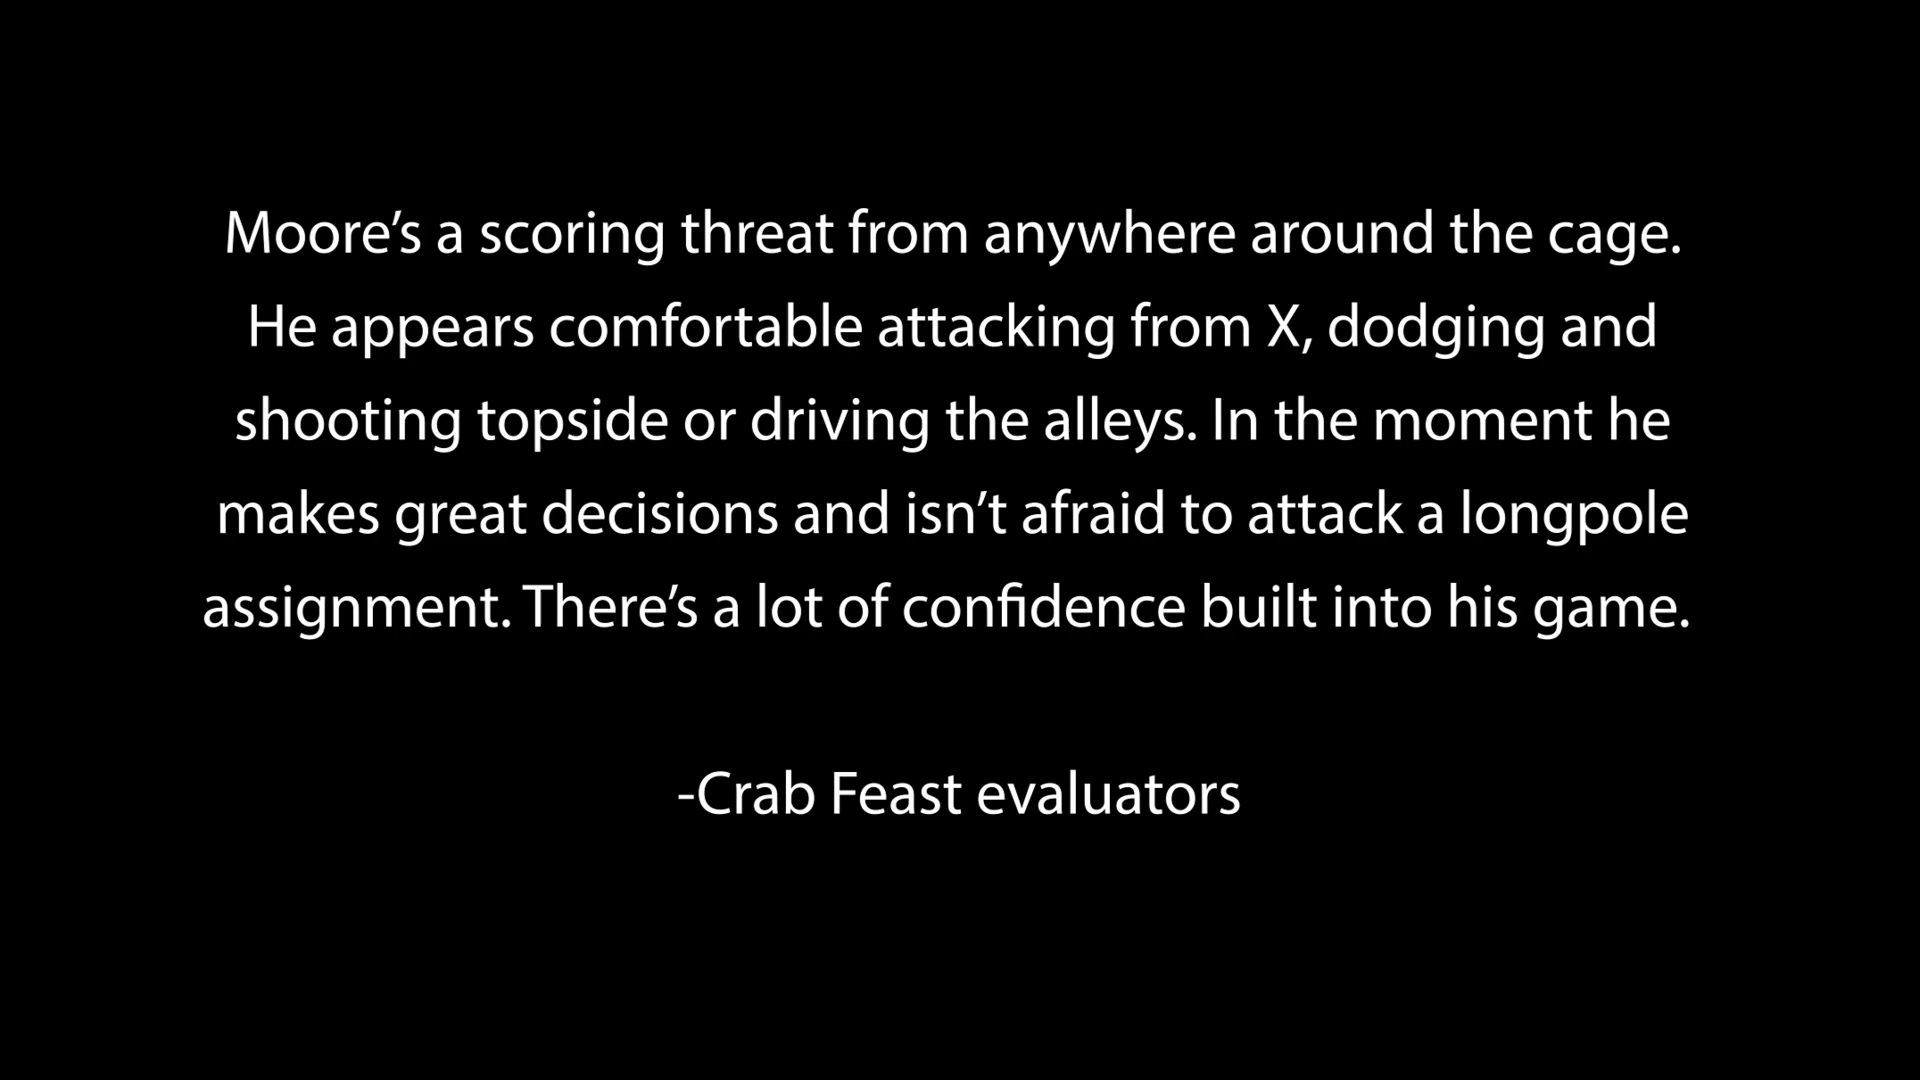 Moore’s a scoring threat from anywhere around the cage.
He appears comfortable attacking from X, dodging and
shooting topside or driving the alleys. In the moment he
makes great decisions and isn’t afraid to attack a longpole
assignment. There’s a lot of confidence built into his game.
-Crab Feast evaluators